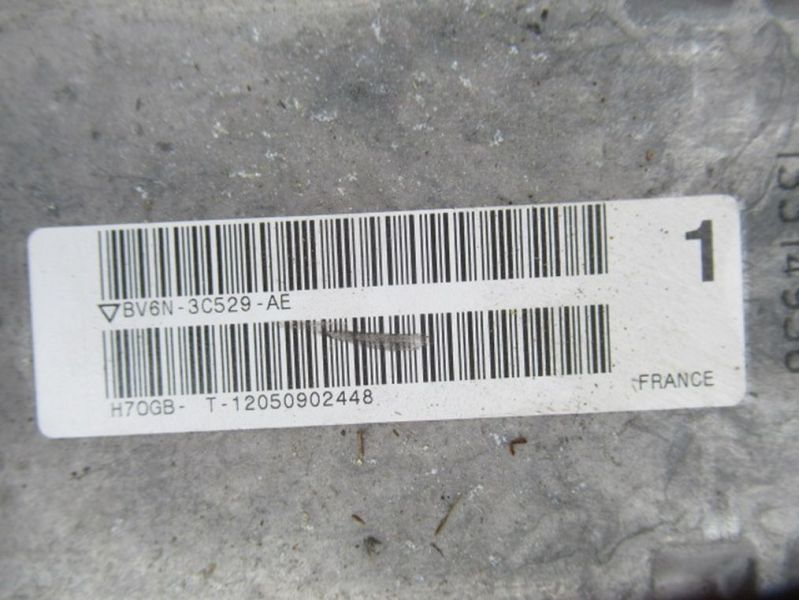 1
▽BV6N-3C529-AE
H70GB- T-12050902448
FRANCE